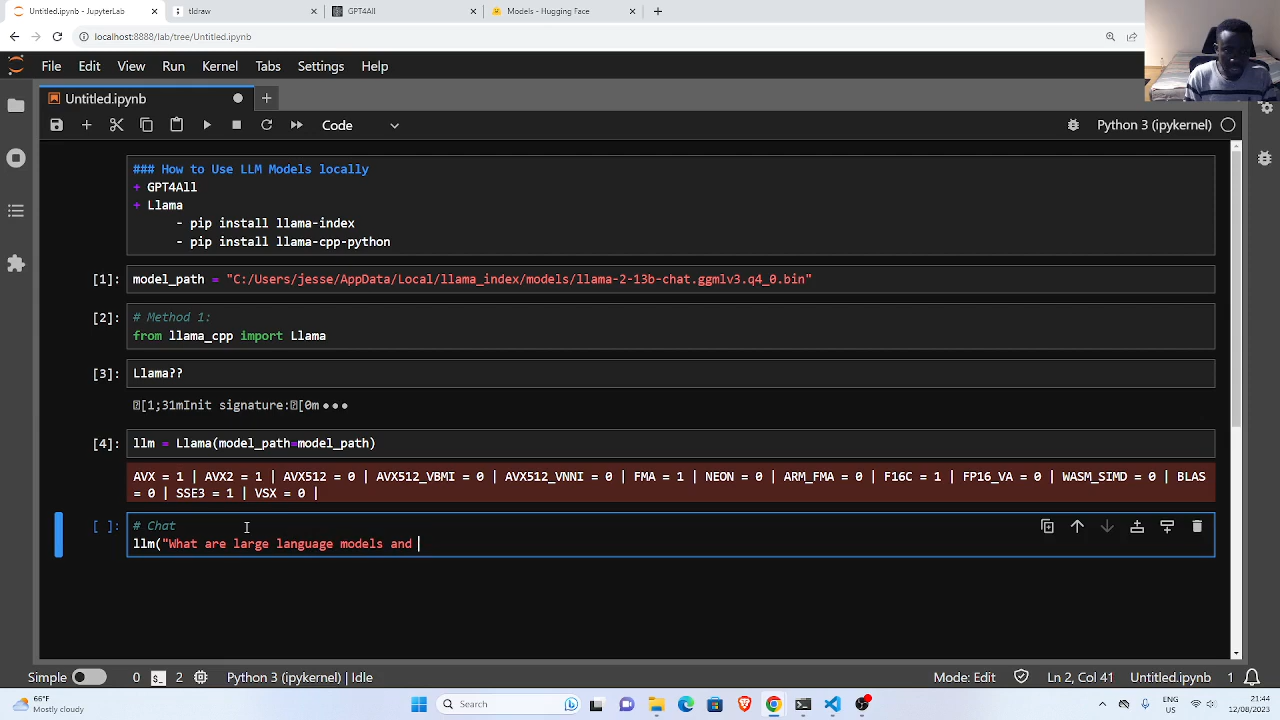 Untitled.ipynb - JupyterLab
tldraw
GPT4All
Models - Hugging Face
localhost:8888/lab/tree/Untitled.ipynb
File Edit View Run Kernel Tabs Settings Help
Untitled.ipynb
Code
Python 3 (ipykernel)
### How to Use LLM Models locally
+ GPT4All
+ Llama
- pip install llama-index
- pip install llama-cpp-python
[1]: model_path = "C:/Users/jesse/AppData/Local/llama_index/models/llama-2-13b-chat.ggmlv3.q4_0.bin"
[2]: # Method 1:
from llama_cpp import Llama
[3]: Llama??
[1;31mInit signature:[0m•••
[4]: llm = Llama(model_path=model_path)
AVX = 1 | AVX2 = 1 | AVX512 = 0 | AVX512_VBMI = 0 | AVX512_VNNI = 0 | FMA = 1 | NEON = 0 | ARM_FMA = 0 | F16C = 1 | FP16_VA = 0 | WASM_SIMD = 0 | BLAS
= 0 | SSE3 = 1 | VSX = 0 |
[ ]: # Chat
llm("What are large language models and
Simple 0 2 Python 3 (ipykernel) | Idle Mode: Edit Ln 2, Col 41 Untitled.ipynb 1
66°F
Mostly cloudy
Search
ENG
US
21:44
12/08/2023